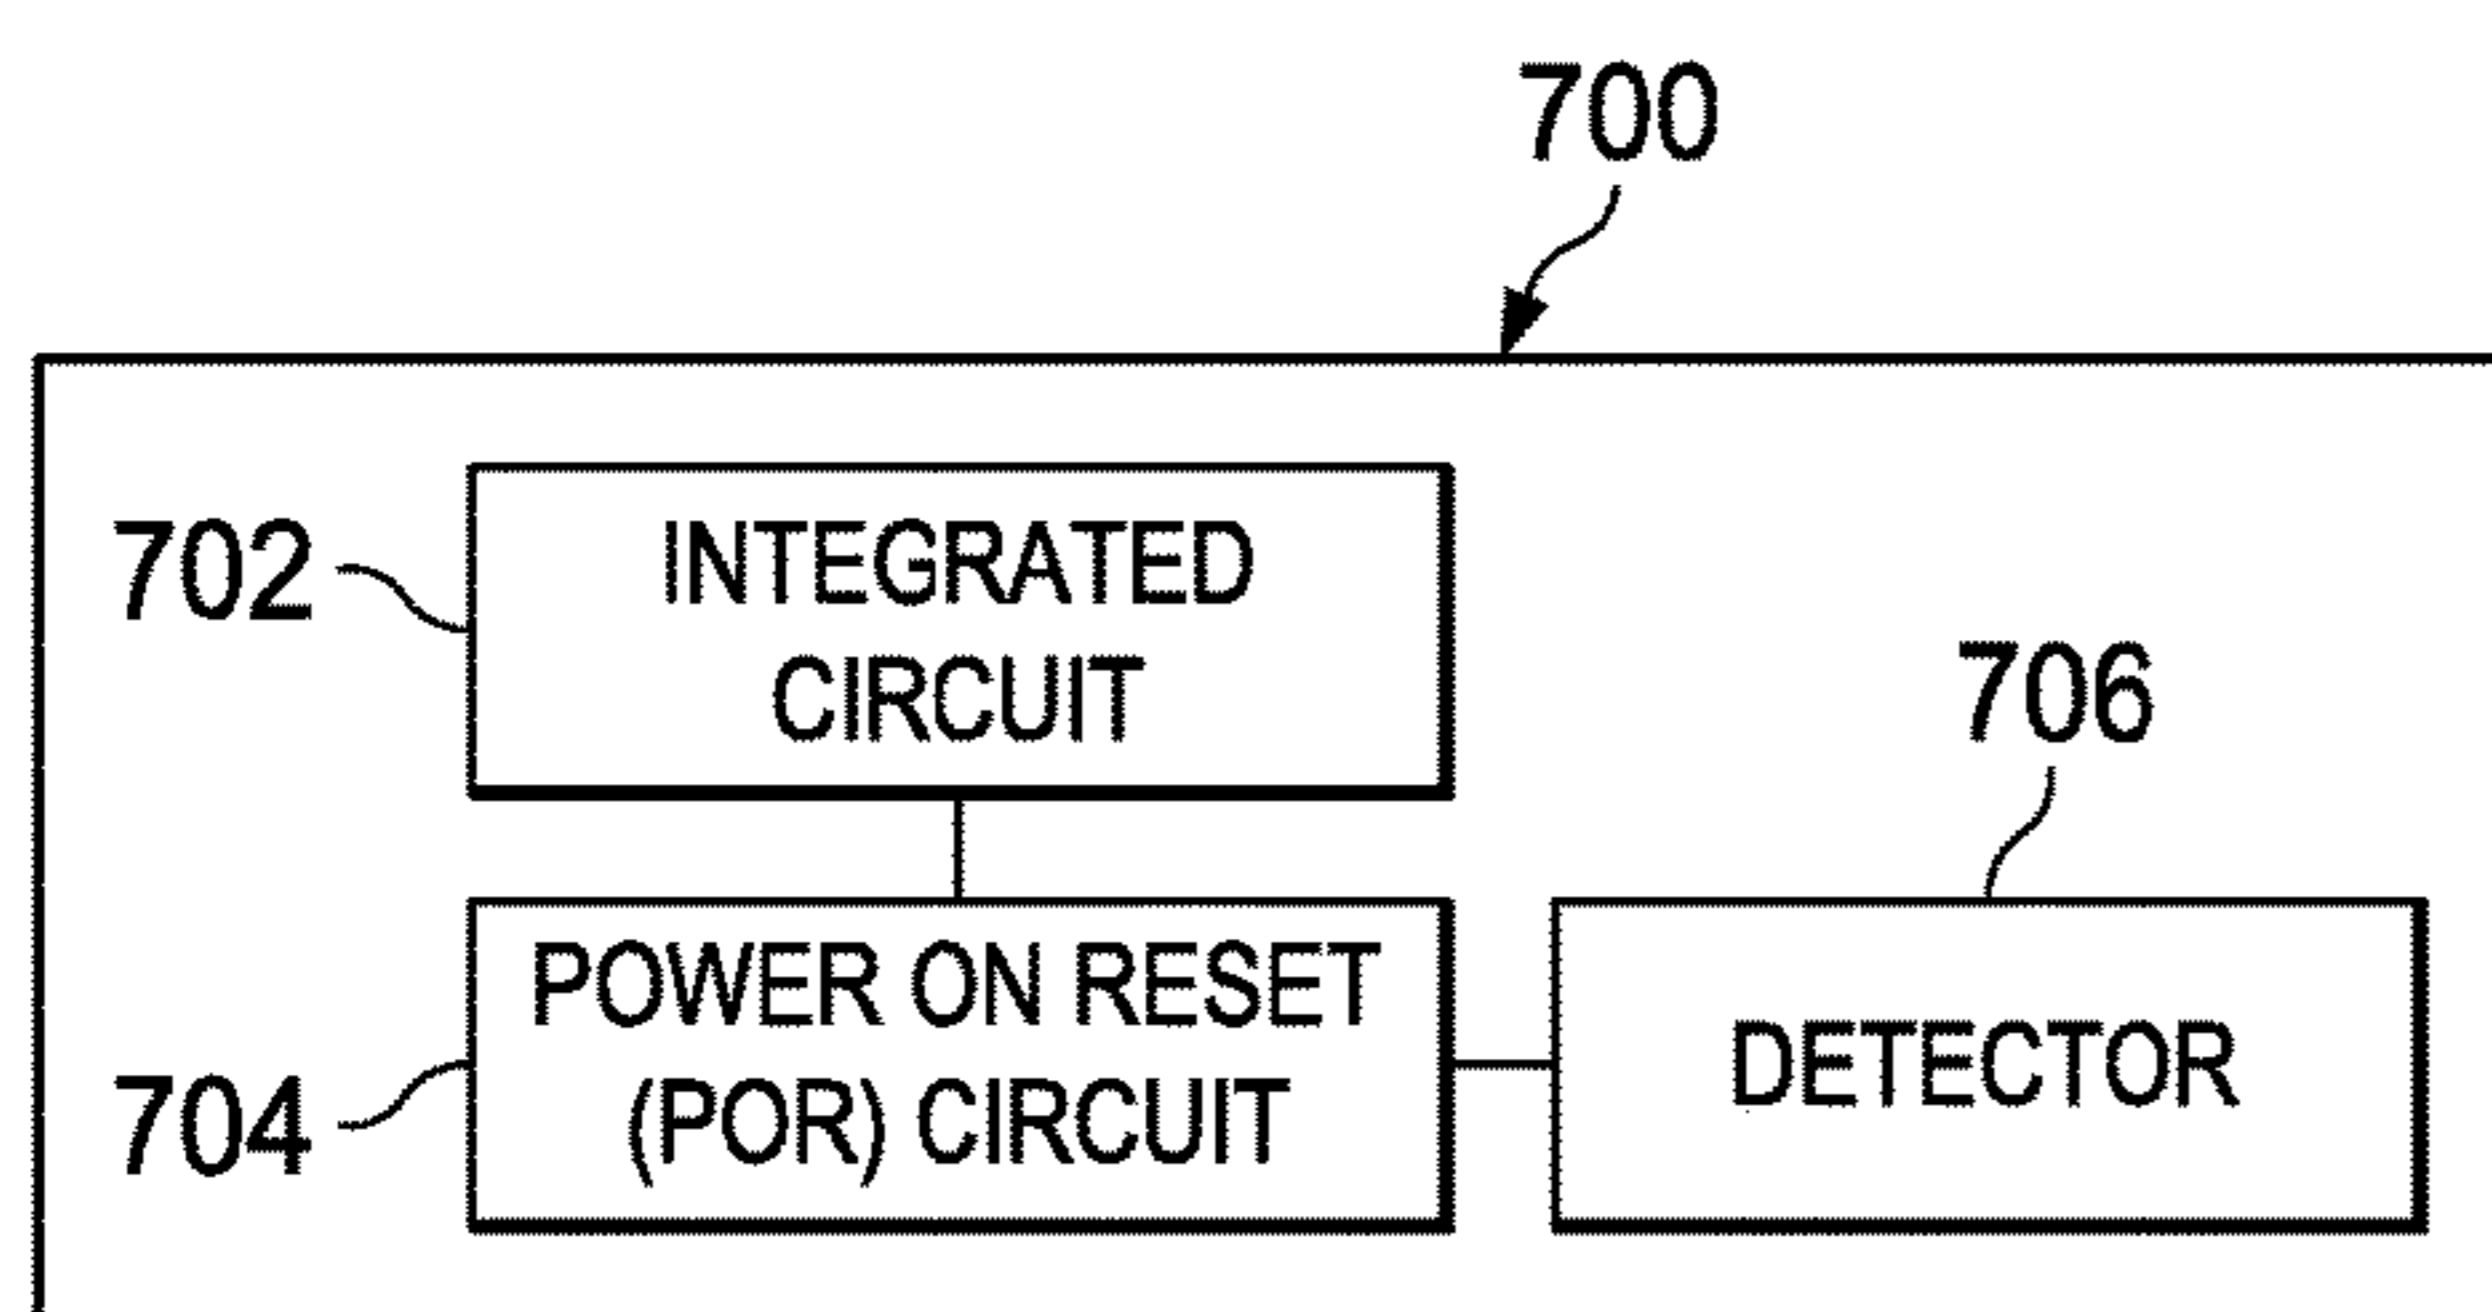 700
702
INTEGRATED
CIRCUIT
706
704
POWER ON RESET
(POR) CIRCUIT
DETECTOR